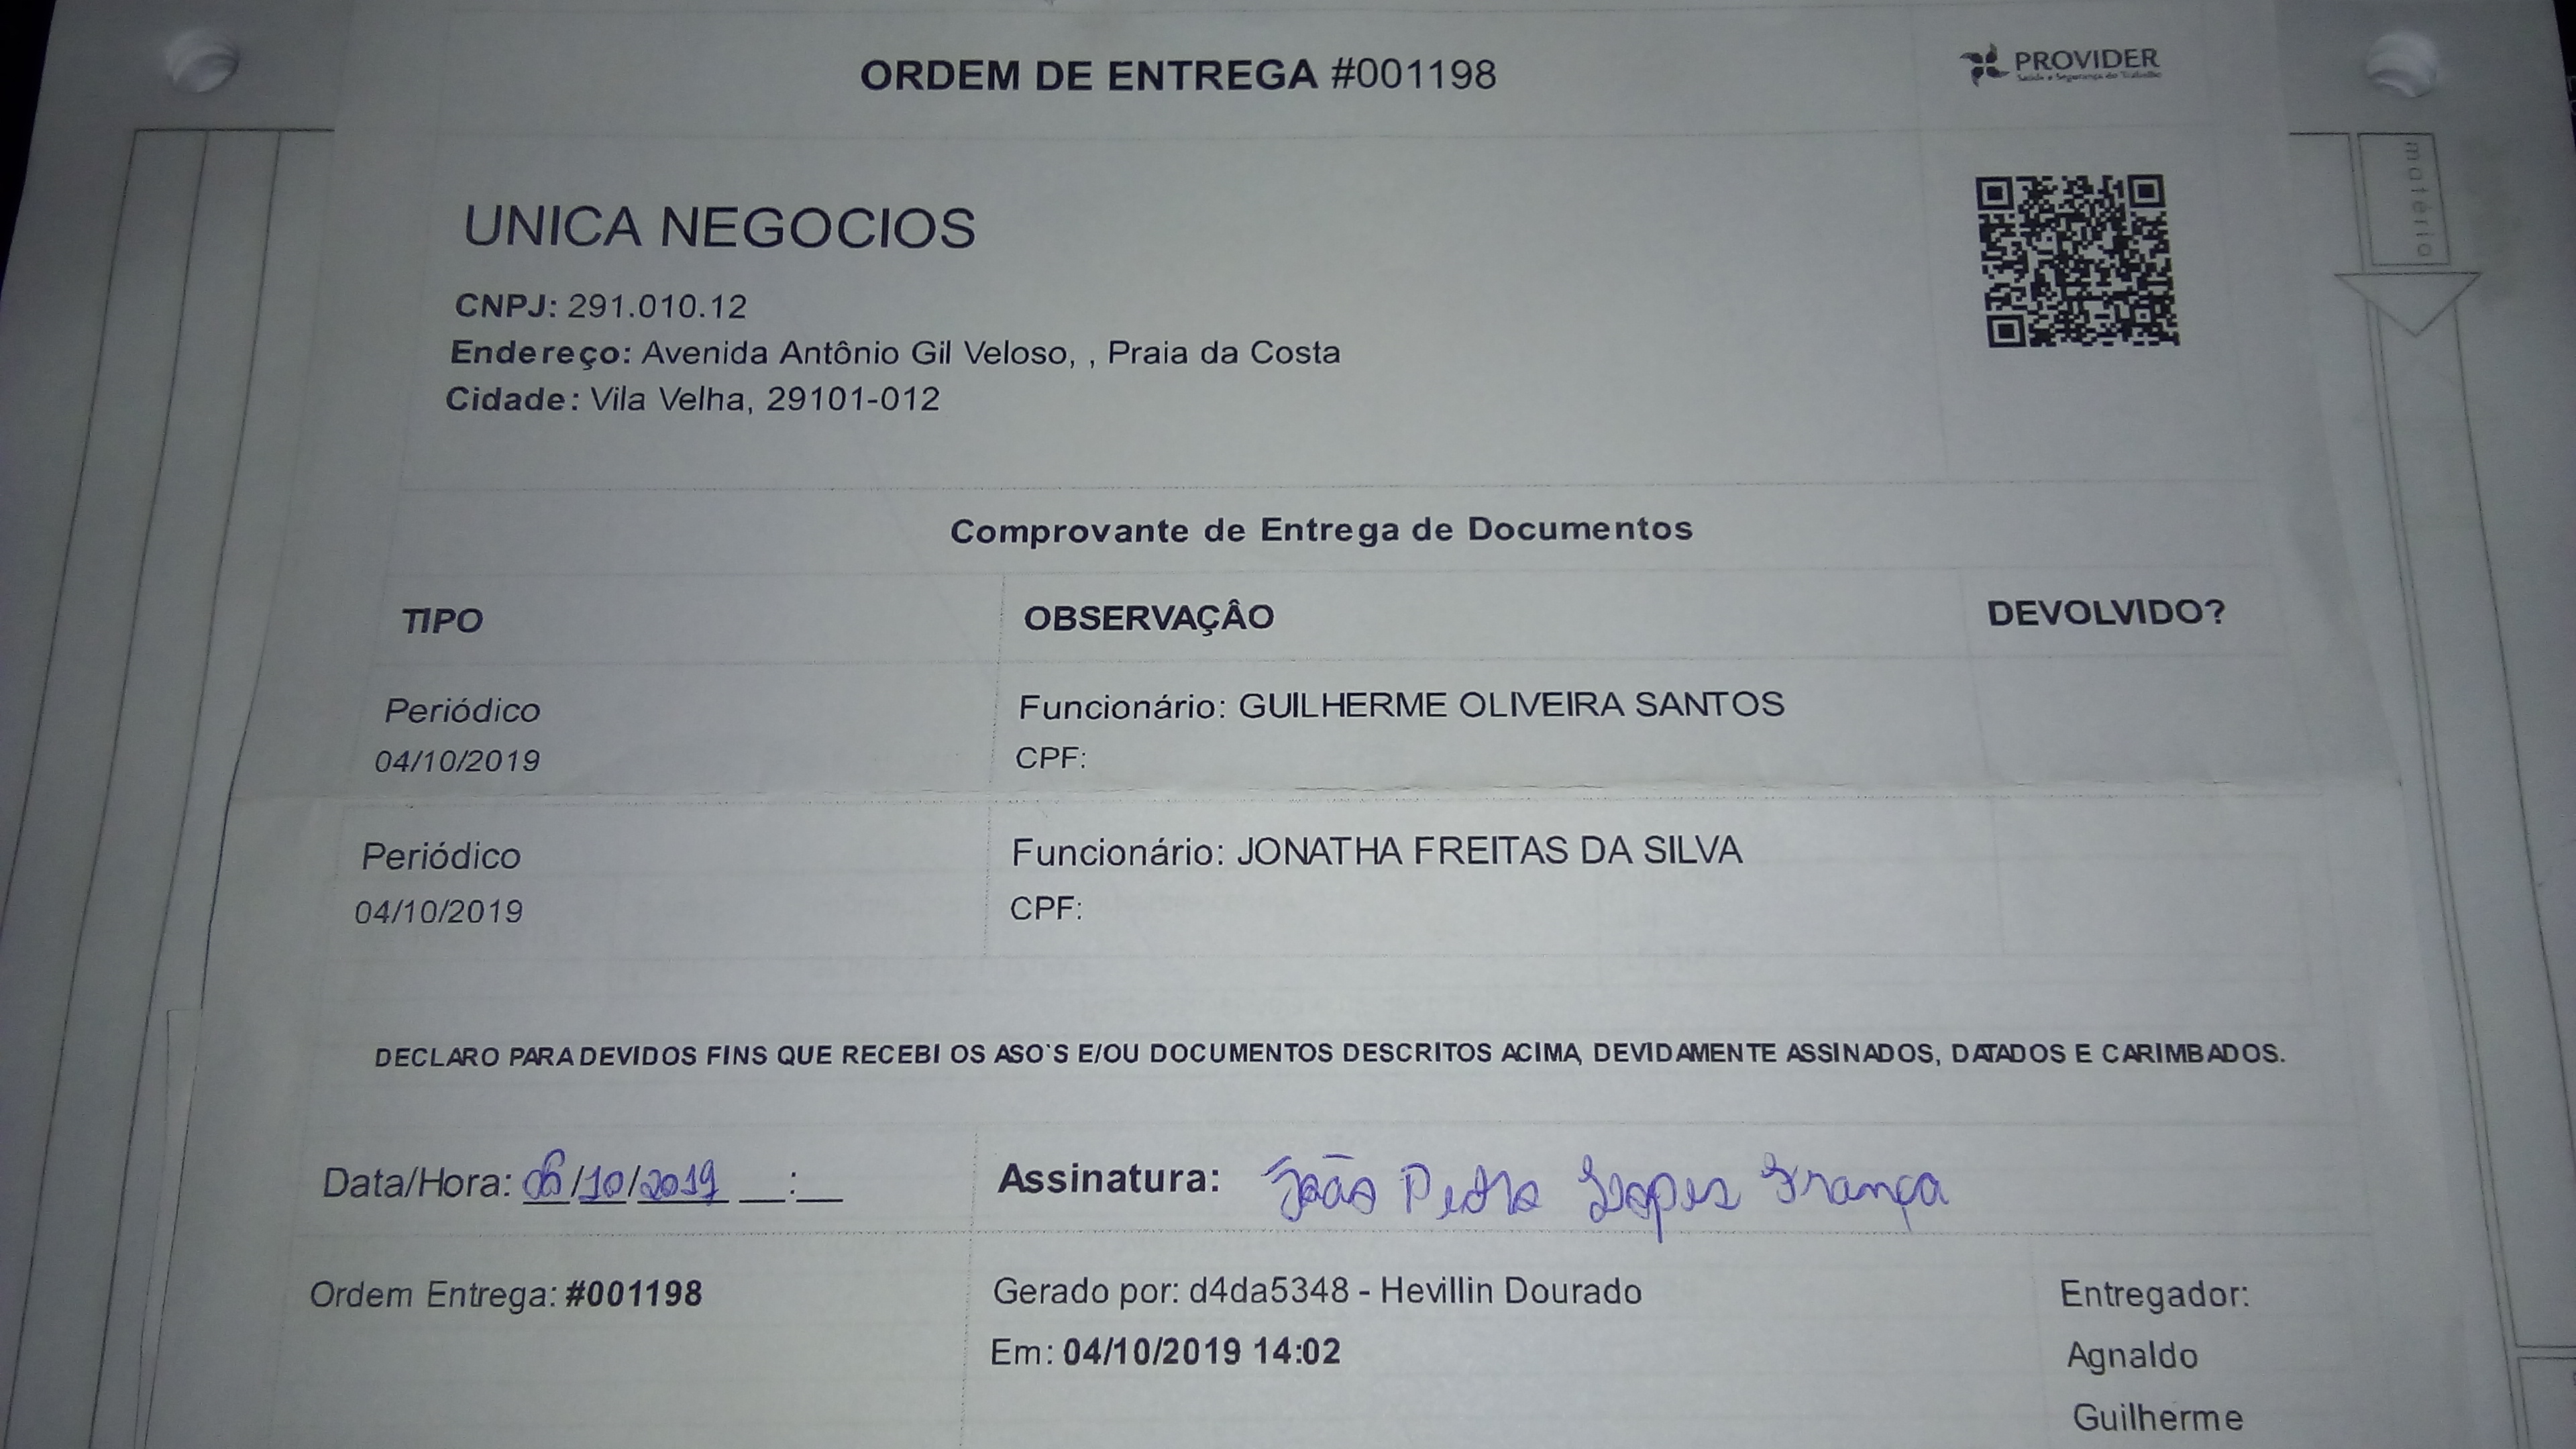 ORDEM DE ENTREGA #001198
PROVIDER
Saúde e Segurança do Trabalho
UNICA NEGOCIOS
CNPJ: 291.010.12
Endereço: Avenida Antônio Gil Veloso, , Praia da Costa
Cidade: Vila Velha, 29101-012
Comprovante de Entrega de Documentos
TIPO OBSERVAÇÂO DEVOLVIDO?
Periódico Funcionário: GUILHERME OLIVEIRA SANTOS
04/10/2019 CPF:
Periódico Funcionário: JONATHA FREITAS DA SILVA
04/10/2019 CPF:
DECLARO PARA DEVIDOS FINS QUE RECEBI OS ASO`S E/OU DOCUMENTOS DESCRITOS ACIMA, DEVIDAMENTE ASSINADOS, DATADOS E CARIMBADOS.
Data/Hora: /10/2019 __:__ Assinatura: João Pedro Lopes França
Ordem Entrega: #001198 Gerado por: d4da5348 - Hevillin Dourado Entregador:
Em: 04/10/2019 14:02 Agnaldo
Guilherme